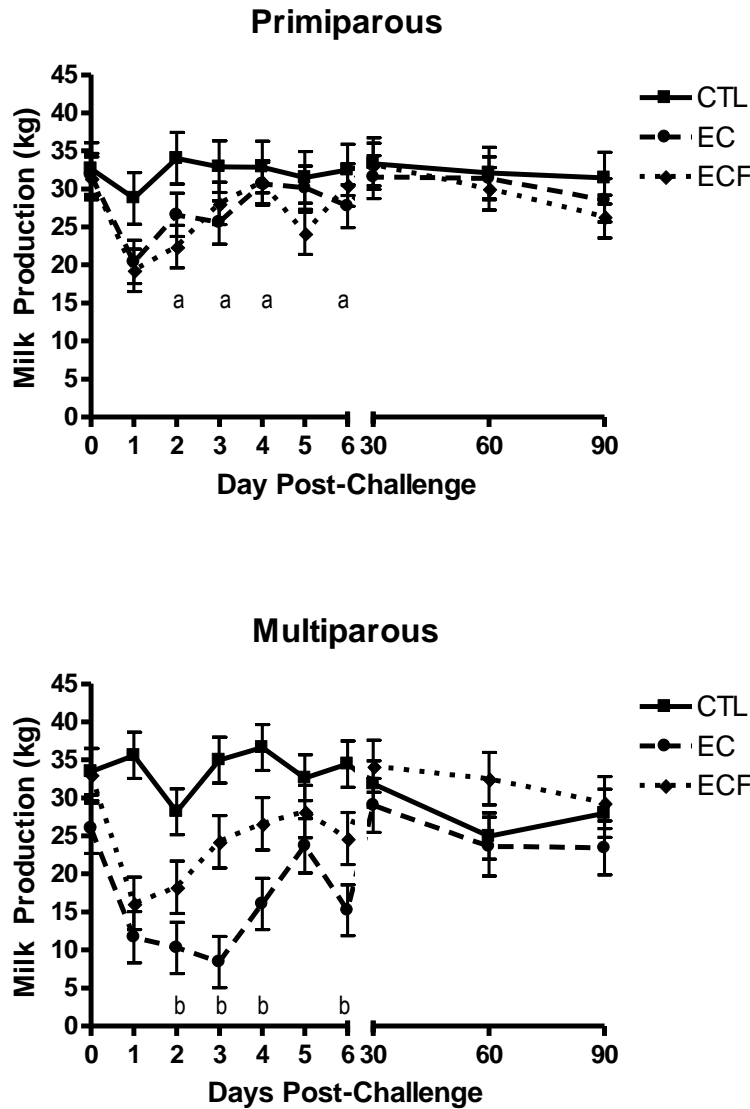 Primiparous
Milk Production (kg)
45
40
35
30
25
20
15
10
5
0
CTL
EC
ECF
a a a a
0 1 2 3 4 5 6 30 60 90
Day Post-Challenge
Multiparous
Milk Production (kg)
45
40
35
30
25
20
15
10
5
0
CTL
EC
ECF
b b b b
0 1 2 3 4 5 6 30 60 90
Days Post-Challenge